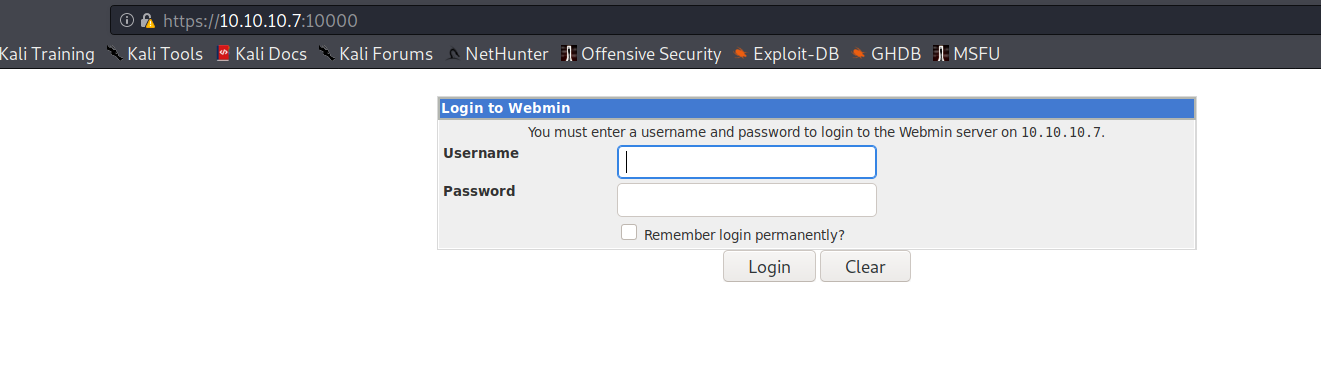 https://10.10.10.7:10000
Kali Training Kali Tools Kali Docs Kali Forums NetHunter Offensive Security Exploit-DB GHDB MSFU
Login to Webmin
You must enter a username and password to login to the Webmin server on 10.10.10.7.
Username
Password
Remember login permanently?
Login Clear